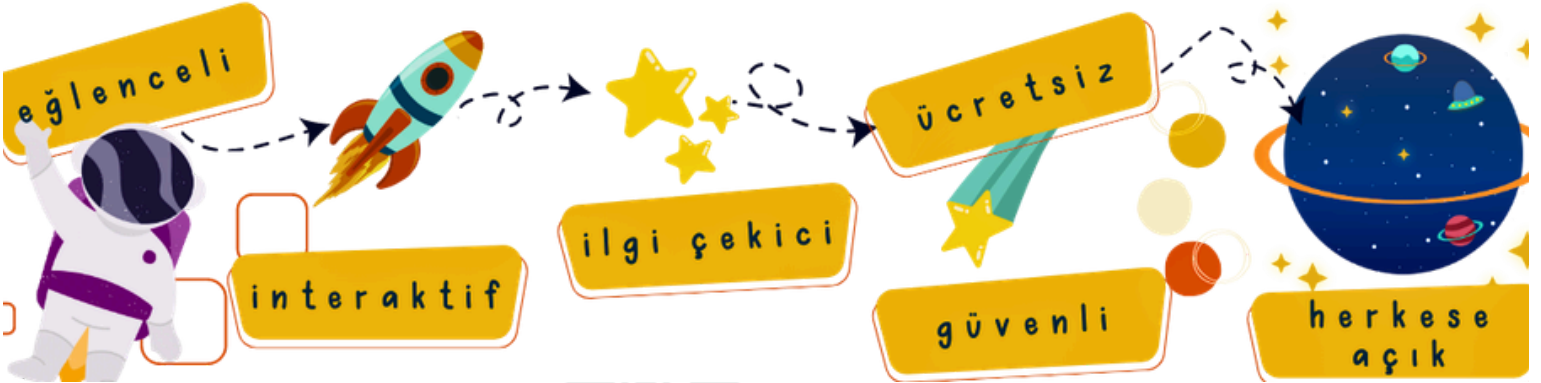 eğlenceli
interaktif
ilgi çekici
ücretsiz
güvenli
herkese
açık